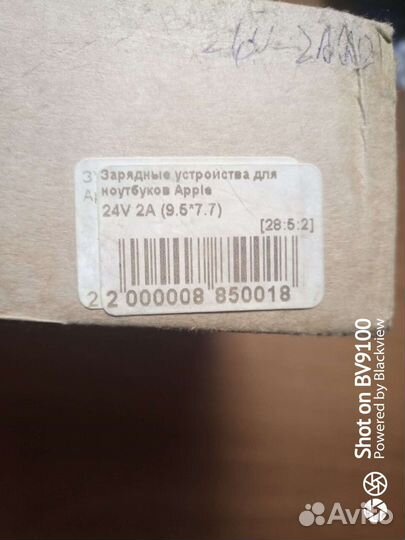 Зарядные устройства для
ноутбуков Apple
24V 2A (9.5*7.7)
[28:5:2]
2 000008 850018
Shot on BV9100
Powered by Blackview
Avito